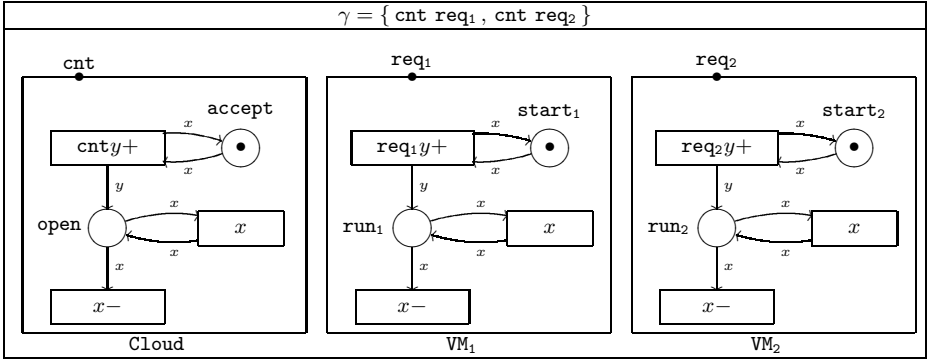 γ = { cnt req₁ , cnt req₂ }
cnt req₁ req₂
accept start₁ start₂
x x x
cnty+ req₁y+ req₂y+
x x x
y y y
x x x
open x run₁ x run₂ x
x x x
x x x
x− x− x−
Cloud VM₁ VM₂